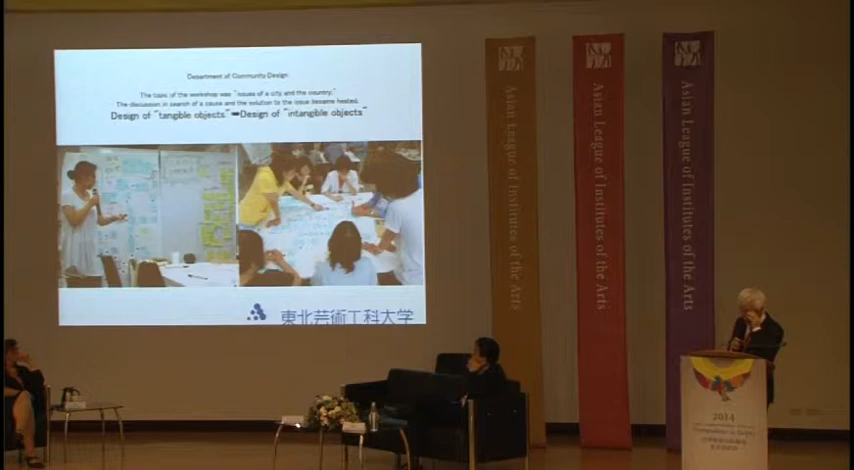 Department of Community Design
The topic of the workshop was "issues of a city and the country."
The discussion in search of a cause and the solution to the issue became heated.
Design of "tangible objects"➡Design of "intangible objects"
東北芸術工科大学
Asian League of Institutes of the Arts
Asian League of Institutes of the Arts
Asian League of Institutes of the Arts
2014